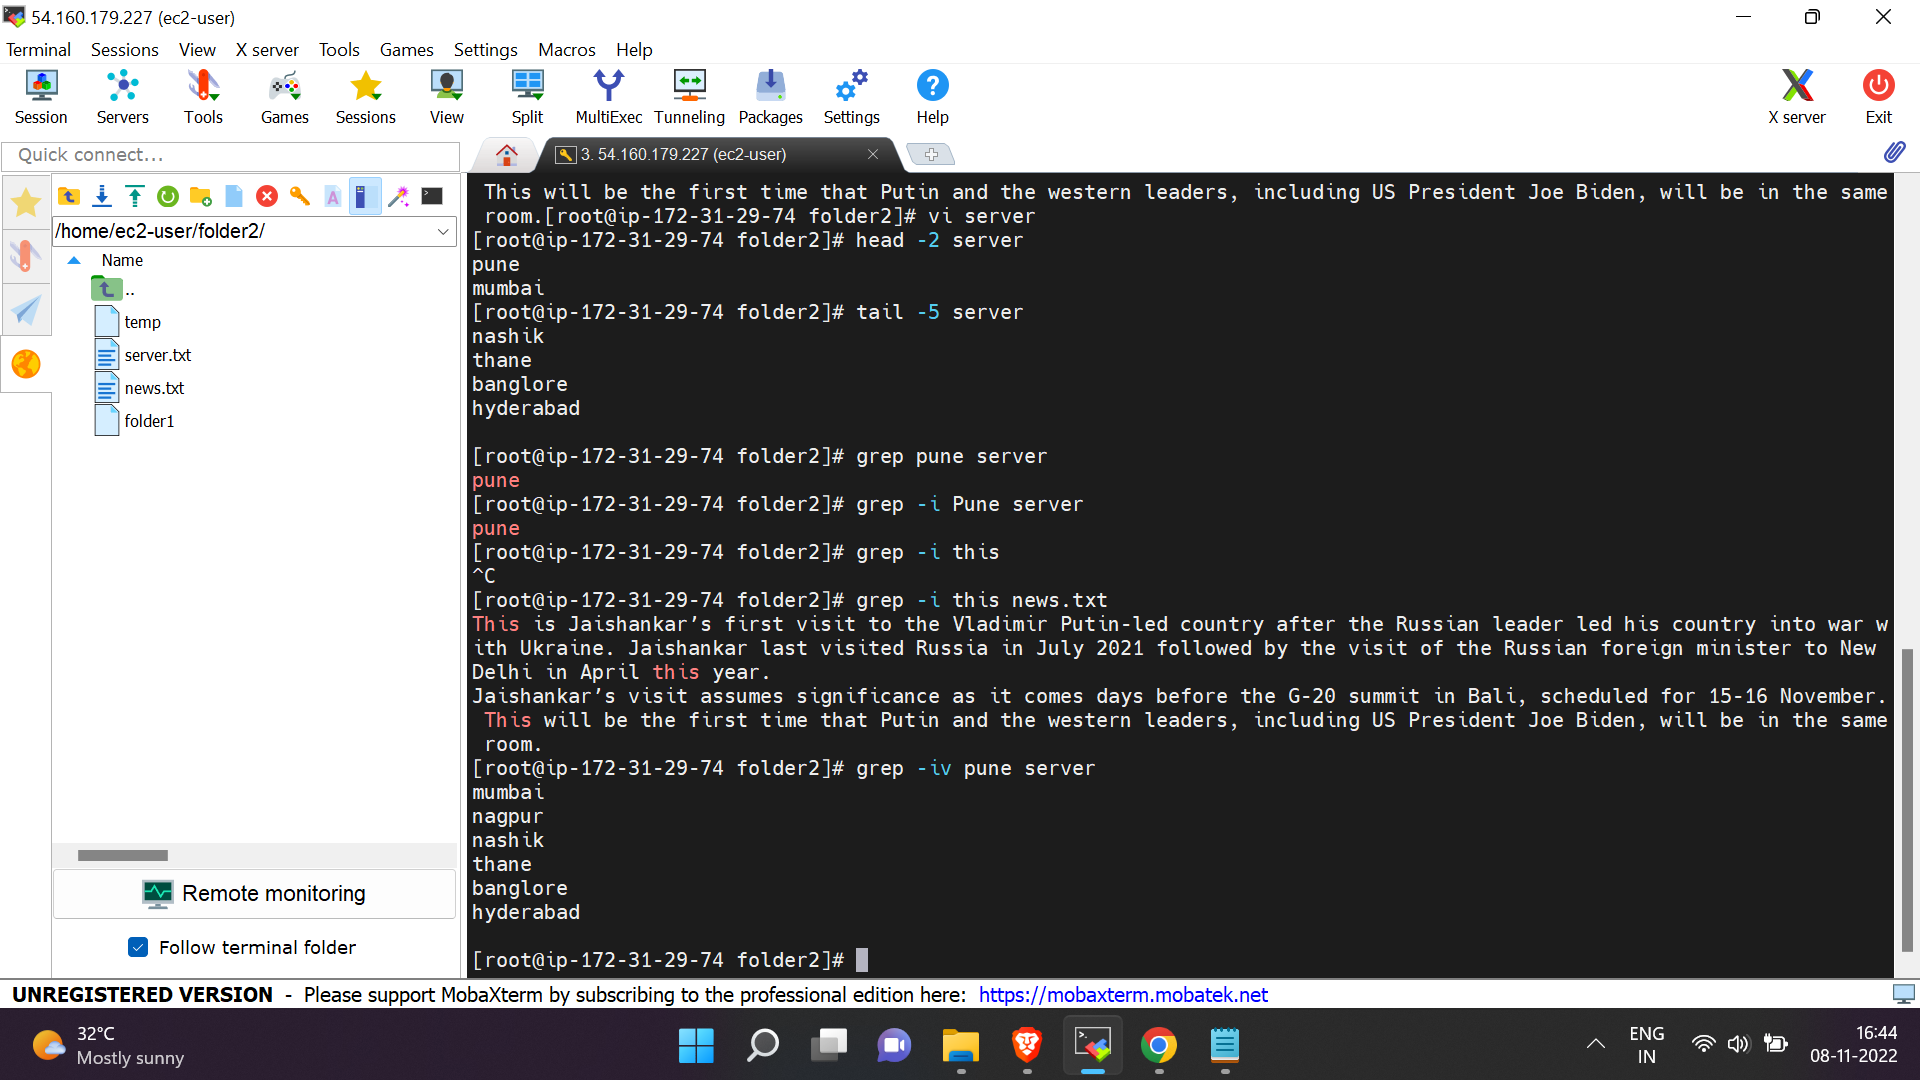 54.160.179.227 (ec2-user)
Terminal Sessions View X server Tools Games Settings Macros Help
Session Servers Tools Games Sessions View Split MultiExec Tunneling Packages Settings Help X server Exit
Quick connect...
3. 54.160.179.227 (ec2-user)
/home/ec2-user/folder2/
Name
..
temp
server.txt
news.txt
folder1
Remote monitoring
Follow terminal folder
This will be the first time that Putin and the western leaders, including US President Joe Biden, will be in the same
room.[root@ip-172-31-29-74 folder2]# vi server
[root@ip-172-31-29-74 folder2]# head -2 server
pune
mumbai
[root@ip-172-31-29-74 folder2]# tail -5 server
nashik
thane
banglore
hyderabad
[root@ip-172-31-29-74 folder2]# grep pune server
pune
[root@ip-172-31-29-74 folder2]# grep -i Pune server
pune
[root@ip-172-31-29-74 folder2]# grep -i this
^C
[root@ip-172-31-29-74 folder2]# grep -i this news.txt
This is Jaishankar’s first visit to the Vladimir Putin-led country after the Russian leader led his country into war w
ith Ukraine. Jaishankar last visited Russia in July 2021 followed by the visit of the Russian foreign minister to New
Delhi in April this year.
Jaishankar’s visit assumes significance as it comes days before the G-20 summit in Bali, scheduled for 15-16 November.
This will be the first time that Putin and the western leaders, including US President Joe Biden, will be in the same
room.
[root@ip-172-31-29-74 folder2]# grep -iv pune server
mumbai
nagpur
nashik
thane
banglore
hyderabad
[root@ip-172-31-29-74 folder2]#
UNREGISTERED VERSION - Please support MobaXterm by subscribing to the professional edition here: https://mobaxterm.mobatek.net
32°C
Mostly sunny
ENG
IN
16:44
08-11-2022